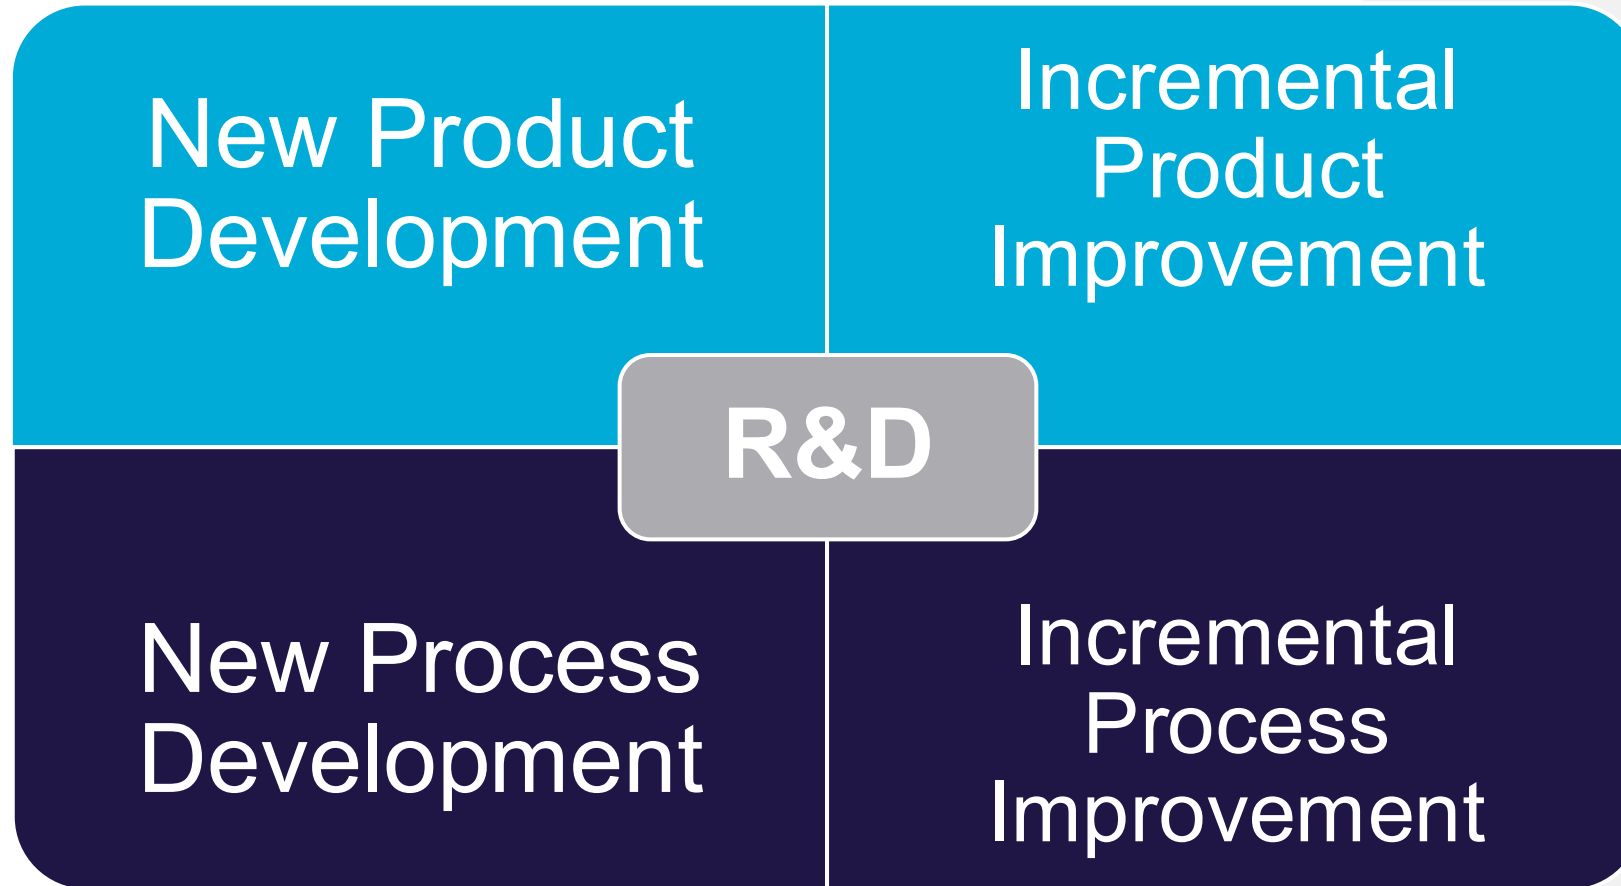 New Product
Development
Incremental
Product
Improvement
R&D
New Process
Development
Incremental
Process
Improvement